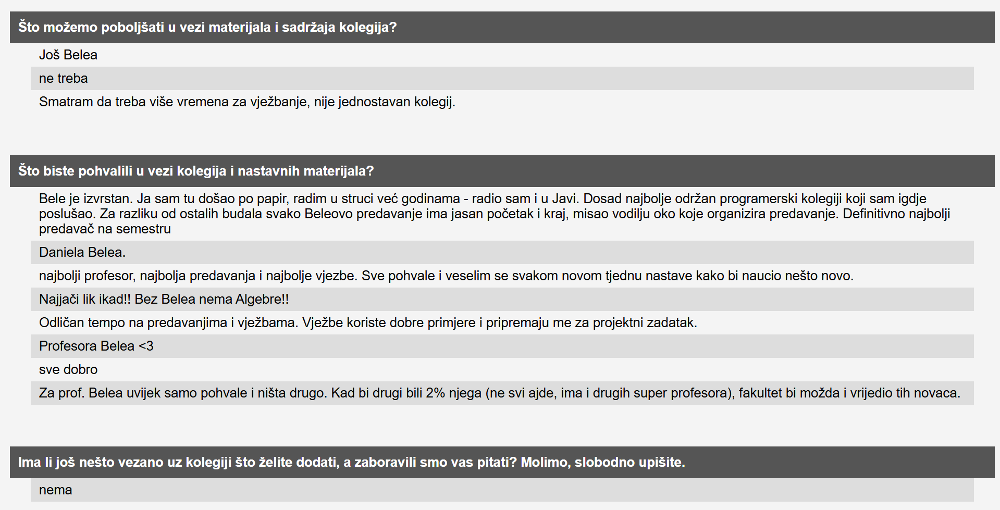 Što možemo poboljšati u vezi materijala i sadržaja kolegija?
Još Belea
ne treba
Smatram da treba više vremena za vježbanje, nije jednostavan kolegij.
Što biste pohvalili u vezi kolegija i nastavnih materijala?
Bele je izvrstan. Ja sam tu došao po papir, radim u struci već godinama - radio sam i u Javi. Dosad najbolje održan programerski kolegiji koji sam igdje
poslušao. Za razliku od ostalih budala svako Beleovo predavanje ima jasan početak i kraj, misao vodilju oko koje organizira predavanje. Definitivno najbolji
predavač na semestru
Daniela Belea.
najbolji profesor, najbolja predavanja i najbolje vjezbe. Sve pohvale i veselim se svakom novom tjednu nastave kako bi naucio nešto novo.
Najjači lik ikad!! Bez Belea nema Algebre!!
Odličan tempo na predavanjima i vježbama. Vježbe koriste dobre primjere i pripremaju me za projektni zadatak.
Profesora Belea <3
sve dobro
Za prof. Belea uvijek samo pohvale i ništa drugo. Kad bi drugi bili 2% njega (ne svi ajde, ima i drugih super profesora), fakultet bi možda i vrijedio tih novaca.
Ima li još nešto vezano uz kolegiji što želite dodati, a zaboravili smo vas pitati? Molimo, slobodno upišite.
nema